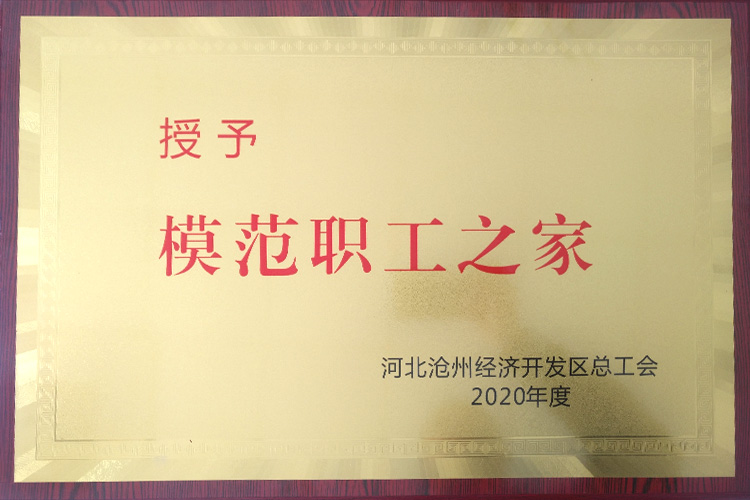 授予
模范职工之家
河北沧州经济开发区总工会
2020年度